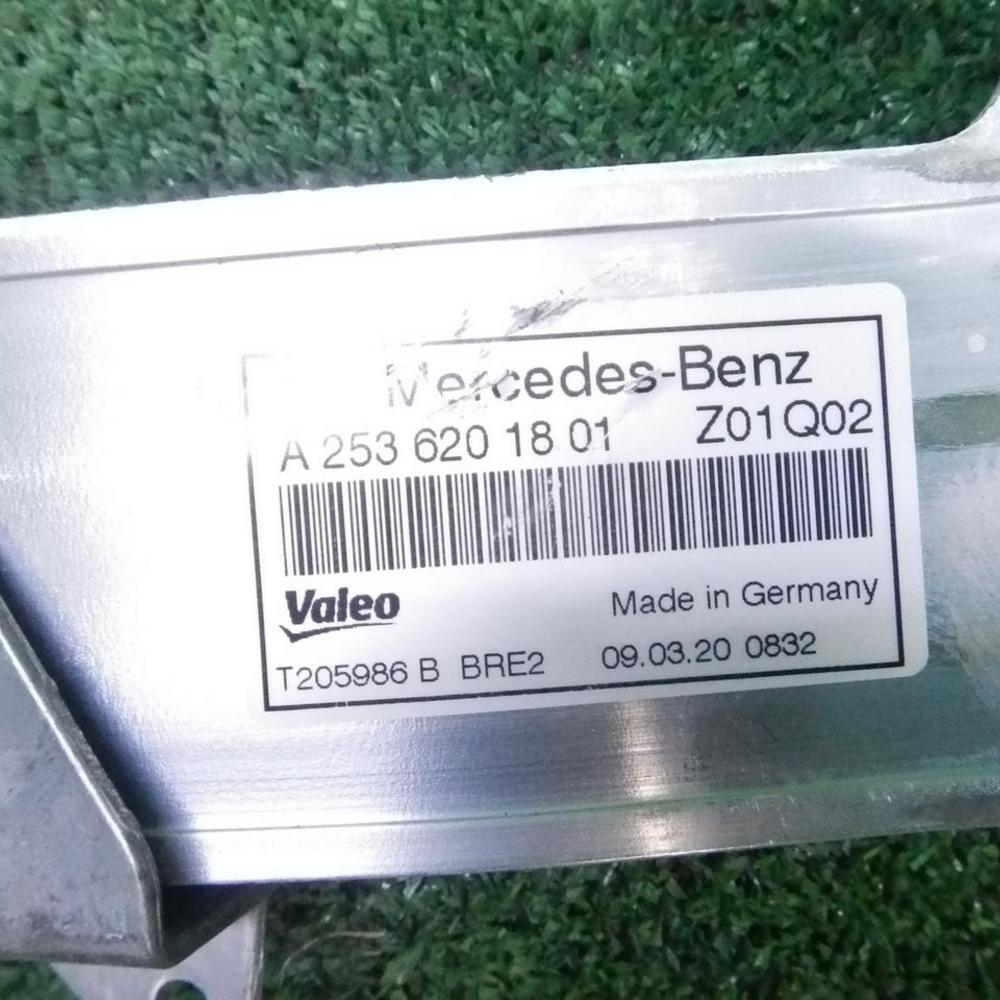 Mercedes-Benz
A 253 620 18 01 Z01Q02
Valeo Made in Germany
T205986 B BRE2 09.03.20 0832